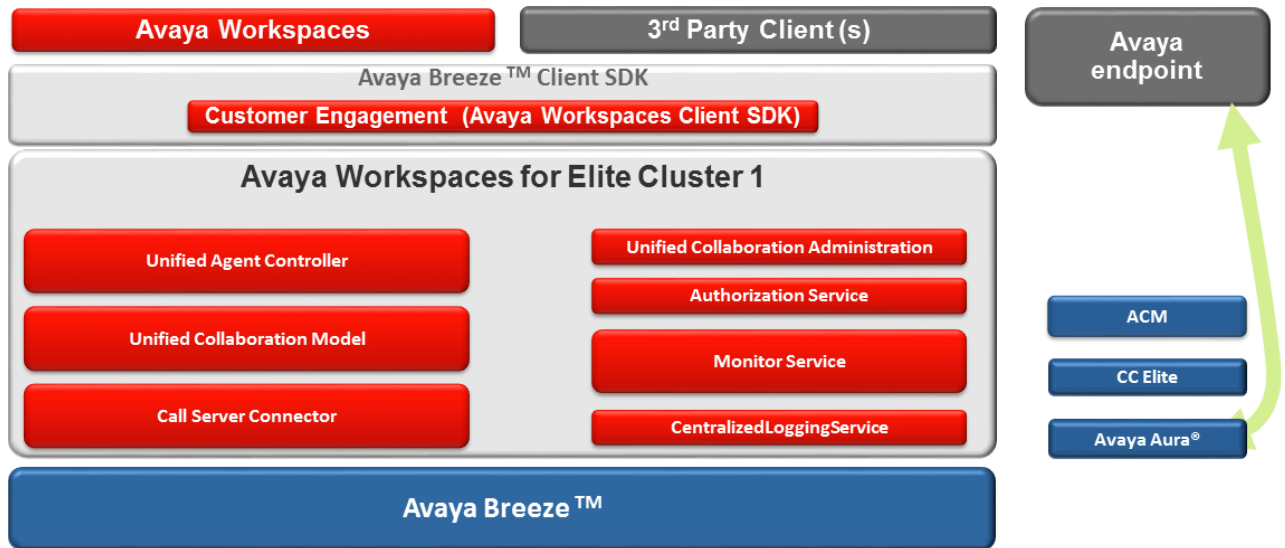 Avaya Workspaces
3rd Party Client (s)
Avaya
endpoint
Avaya Breeze™ Client SDK
Customer Engagement (Avaya Workspaces Client SDK)
Avaya Workspaces for Elite Cluster 1
Unified Agent Controller
Unified Collaboration Model
Call Server Connector
Unified Collaboration Administration
Authorization Service
Monitor Service
CentralizedLoggingService
ACM
CC Elite
Avaya Aura®
Avaya Breeze™